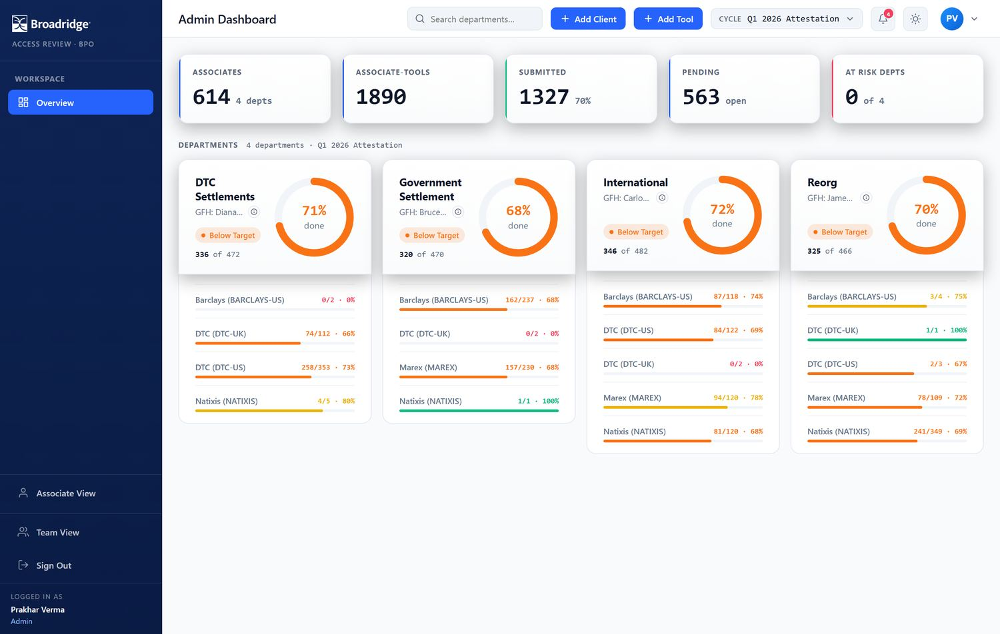 Broadridge
ACCESS REVIEW · BPO
WORKSPACE
Overview
Associate View
Team View
Sign Out
LOGGED IN AS
Prakhar Verma
Admin
Admin Dashboard
Search departments...
Add Client
Add Tool
CYCLE Q1 2026 Attestation
4
PV
ASSOCIATES
614 4 depts
ASSOCIATE-TOOLS
1890
SUBMITTED
1327 70%
PENDING
563 open
AT RISK DEPTS
0 of 4
DEPARTMENTS 4 departments · Q1 2026 Attestation
DTC
Settlements
GFH: Diana...
Below Target
336 of 472
71%
done
Barclays (BARCLAYS-US) 0/2 · 0%
DTC (DTC-UK) 74/112 · 66%
DTC (DTC-US) 258/353 · 73%
Natixis (NATIXIS) 4/5 · 80%
Government
Settlement
GFH: Bruce...
Below Target
320 of 470
68%
done
Barclays (BARCLAYS-US) 162/237 · 68%
DTC (DTC-UK) 0/2 · 0%
Marex (MAREX) 157/230 · 68%
Natixis (NATIXIS) 1/1 · 100%
International
GFH: Carlo...
Below Target
346 of 482
72%
done
Barclays (BARCLAYS-US) 87/118 · 74%
DTC (DTC-US) 84/122 · 69%
DTC (DTC-UK) 0/2 · 0%
Marex (MAREX) 94/120 · 78%
Natixis (NATIXIS) 81/120 · 68%
Reorg
GFH: Jame...
Below Target
325 of 466
70%
done
Barclays (BARCLAYS-US) 3/4 · 75%
DTC (DTC-UK) 1/1 · 100%
DTC (DTC-US) 2/3 · 67%
Marex (MAREX) 78/109 · 72%
Natixis (NATIXIS) 241/349 · 69%